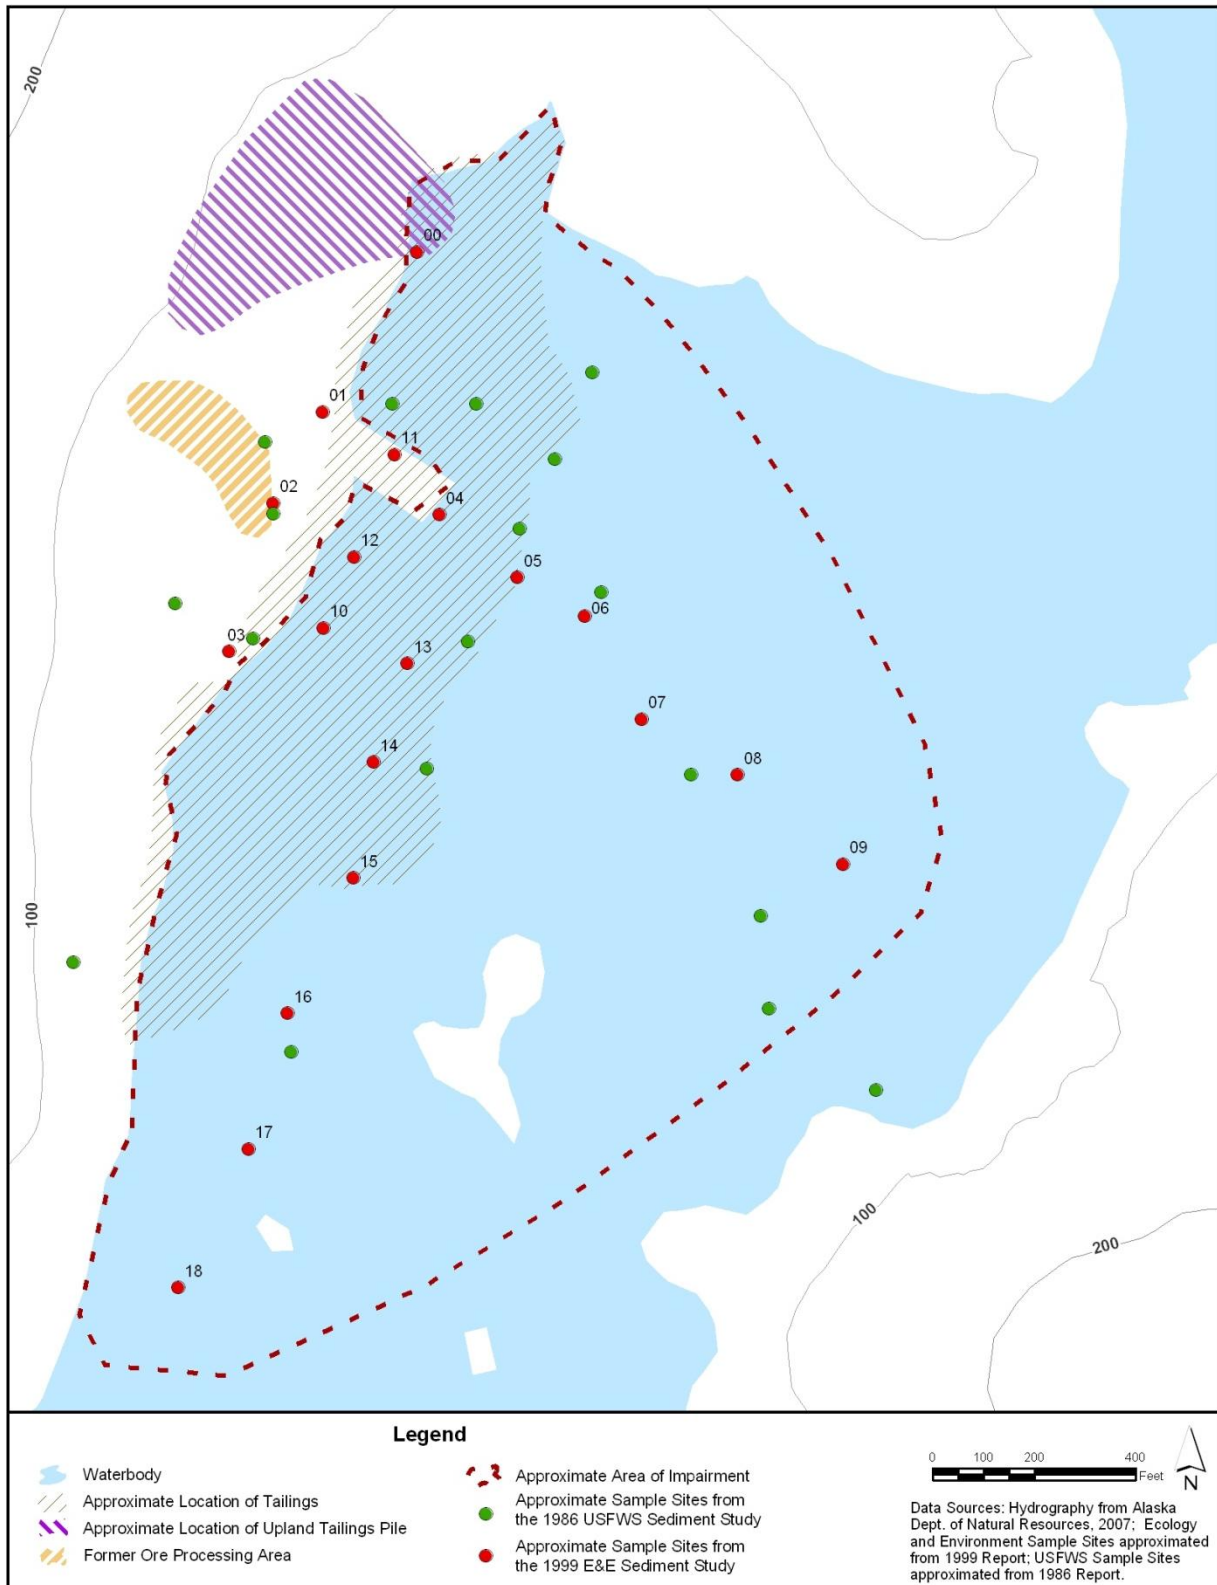 200
00
01
11
02
04
12
05
10
06
03
13
07
14
08
09
15
100
16
17
100
200
18
Legend
Waterbody
Approximate Location of Tailings
Approximate Location of Upland Tailings Pile
Former Ore Processing Area
Approximate Area of Impairment
Approximate Sample Sites from
the 1986 USFWS Sediment Study
Approximate Sample Sites from
the 1999 E&E Sediment Study
0 100 200 400
Feet
N
Data Sources: Hydrography from Alaska
Dept. of Natural Resources, 2007; Ecology
and Environment Sample Sites approximated
from 1999 Report; USFWS Sample Sites
approximated from 1986 Report.